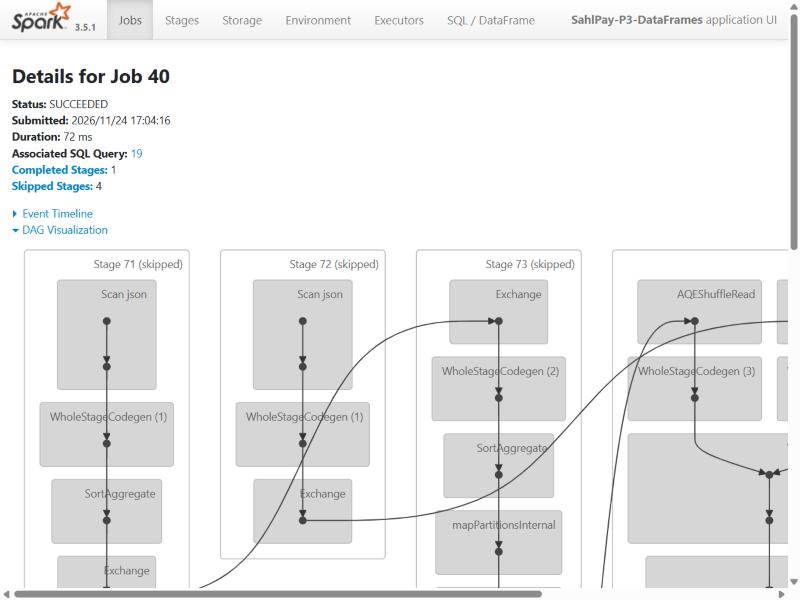 APACHE
Spark 3.5.1
Jobs
Stages
Storage
Environment
Executors
SQL / DataFrame
SahlPay-P3-DataFrames application UI
Details for Job 40
Status: SUCCEEDED
Submitted: 2026/11/24 17:04:16
Duration: 72 ms
Associated SQL Query: 19
Completed Stages: 1
Skipped Stages: 4
Event Timeline
DAG Visualization
Stage 71 (skipped)
Scan json
WholeStageCodegen (1)
SortAggregate
Exchange
Stage 72 (skipped)
Scan json
WholeStageCodegen (1)
Exchange
Stage 73 (skipped)
Exchange
WholeStageCodegen (2)
SortAggregate
mapPartitionsInternal
AQEShuffleRead
WholeStageCodegen (3)